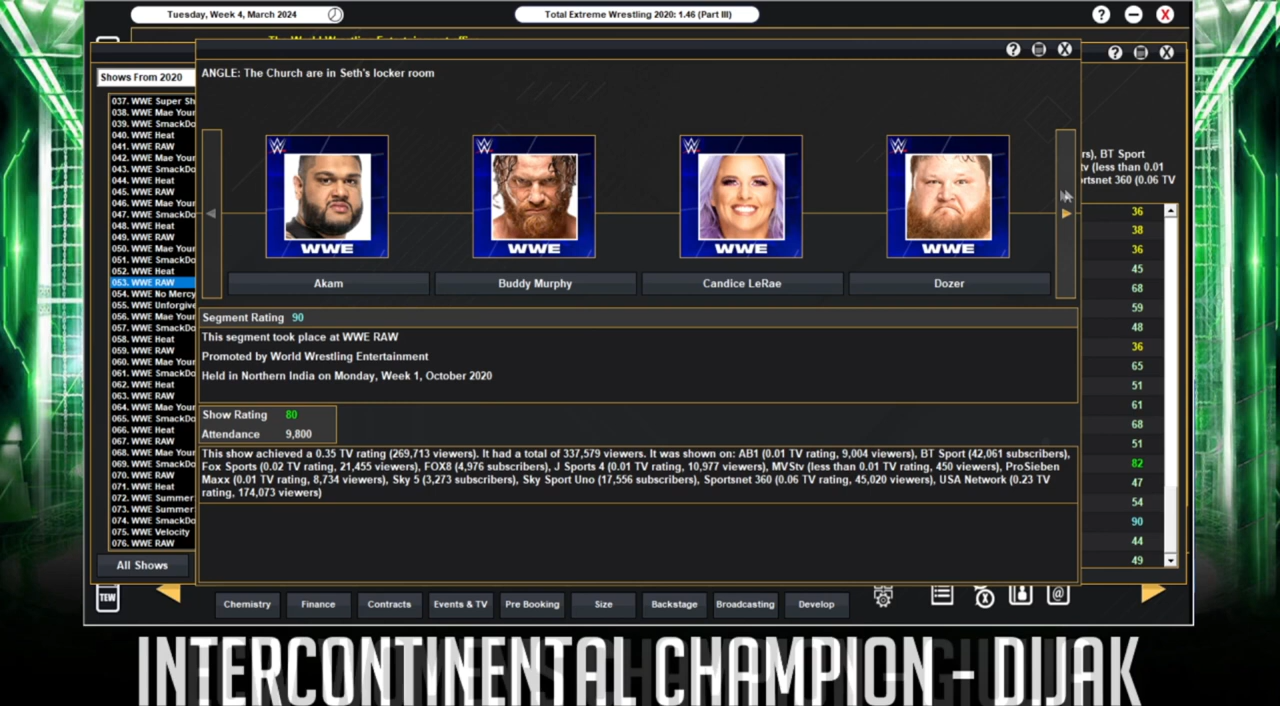 Tuesday, Week 4, March 2024
Total Extreme Wrestling 2020: 1.46 (Part III)
?
X
?
X
?
X
Shows From 2020
ANGLE: The Church are in Seth's locker room
037. WWE Super Sh
038. WWE Mae Your
039. WWE SmackDo
040. WWE Heat
041. WWE RAW
042. WWE Mae Your
043. WWE SmackDo
044. WWE Heat
045. WWE RAW
046. WWE Mae Your
047. WWE SmackDo
048. WWE Heat
049. WWE RAW
050. WWE Mae Your
051. WWE SmackDo
052. WWE Heat
053. WWE RAW
054. WWE No Mercy
055. WWE Unforgive
056. WWE Mae Your
057. WWE SmackDo
058. WWE Heat
059. WWE RAW
060. WWE Mae Your
061. WWE SmackDo
062. WWE Heat
063. WWE RAW
064. WWE Mae Your
065. WWE SmackDo
066. WWE Heat
067. WWE RAW
068. WWE Mae Your
069. WWE SmackDo
070. WWE RAW
071. WWE Heat
072. WWE Summer
073. WWE Summer
074. WWE SmackDo
075. WWE Velocity
076. WWE RAW
All Shows
WWE
WWE
WWE
WWE
Akam
Buddy Murphy
Candice LeRae
Dozer
Segment Rating 90
This segment took place at WWE RAW
Promoted by World Wrestling Entertainment
Held in Northern India on Monday, Week 1, October 2020
Show Rating 80
Attendance 9,800
This show achieved a 0.35 TV rating (269,713 viewers). It had a total of 337,579 viewers. It was shown on: AB1 (0.01 TV rating, 9,004 viewers), BT Sport (42,061 subscribers),
Fox Sports (0.02 TV rating, 21,455 viewers), FOX8 (4,976 subscribers), J Sports 4 (0.01 TV rating, 10,977 viewers), MVStv (less than 0.01 TV rating, 450 viewers), ProSieben
Maxx (0.01 TV rating, 8,734 viewers), Sky 5 (3,273 subscribers), Sky Sport Uno (17,556 subscribers), Sportsnet 360 (0.06 TV rating, 45,020 viewers), USA Network (0.23 TV
rating, 174,073 viewers)
rs), BT Sport
tv (less than 0.01
ortsnet 360 (0.06 TV
36
38
36
45
68
59
48
36
65
51
61
68
51
82
47
54
90
44
49
TEW
Chemistry
Finance
Contracts
Events & TV
Pre Booking
Size
Backstage
Broadcasting
Develop
@
INTERCONTINENTAL CHAMPION - DIJAK